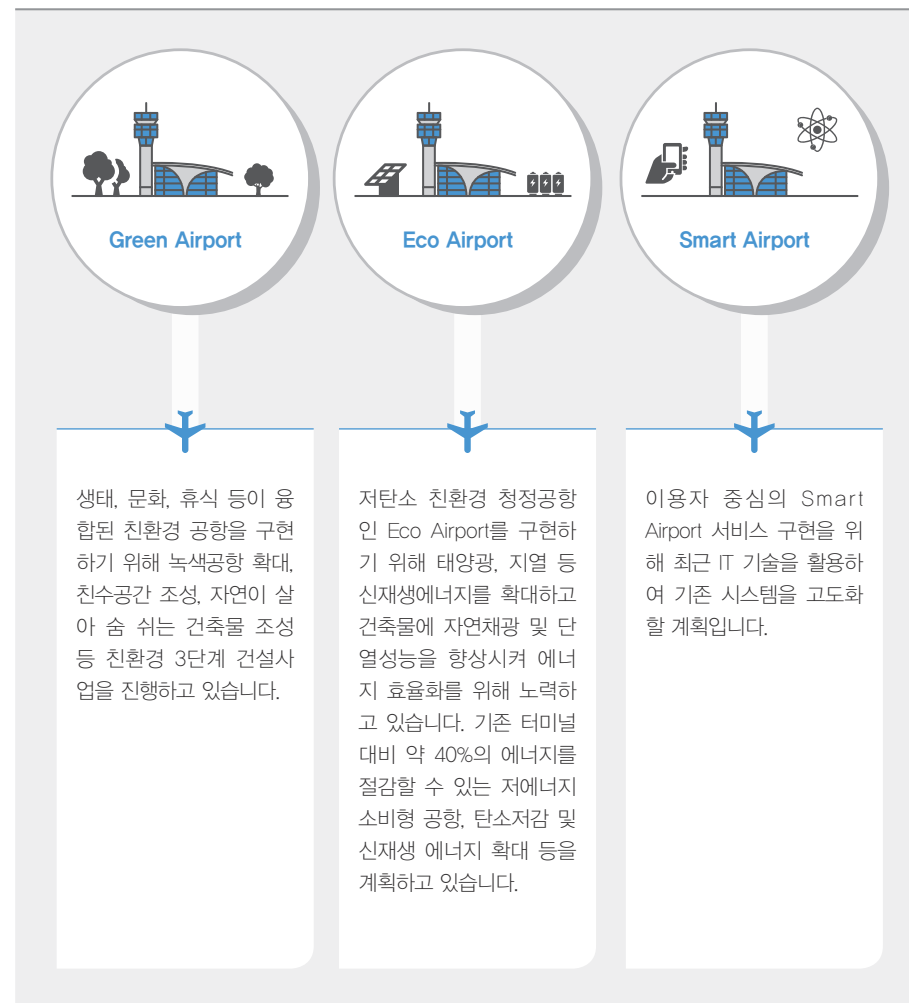 Green Airport
생태, 문화, 휴식 등이 융
합된 친환경 공항을 구현
하기 위해 녹색공항 확대,
친수공간 조성, 자연이 살
아 숨 쉬는 건축물 조성
등 친환경 3단계 건설사
업을 진행하고 있습니다.
Eco Airport
저탄소 친환경 청정공항
인 Eco Airport를 구현하
기 위해 태양광, 지열 등
신재생에너지를 확대하고
건축물에 자연채광 및 단
열성능을 향상시켜 에너
지 효율화를 위해 노력하
고 있습니다. 기존 터미널
대비 약 40%의 에너지를
절감할 수 있는 저에너지
소비형 공항, 탄소저감 및
신재생 에너지 확대 등을
계획하고 있습니다.
Smart Airport
이용자 중심의 Smart
Airport 서비스 구현을 위
해 최근 IT 기술을 활용하
여 기존 시스템을 고도화
할 계획입니다.